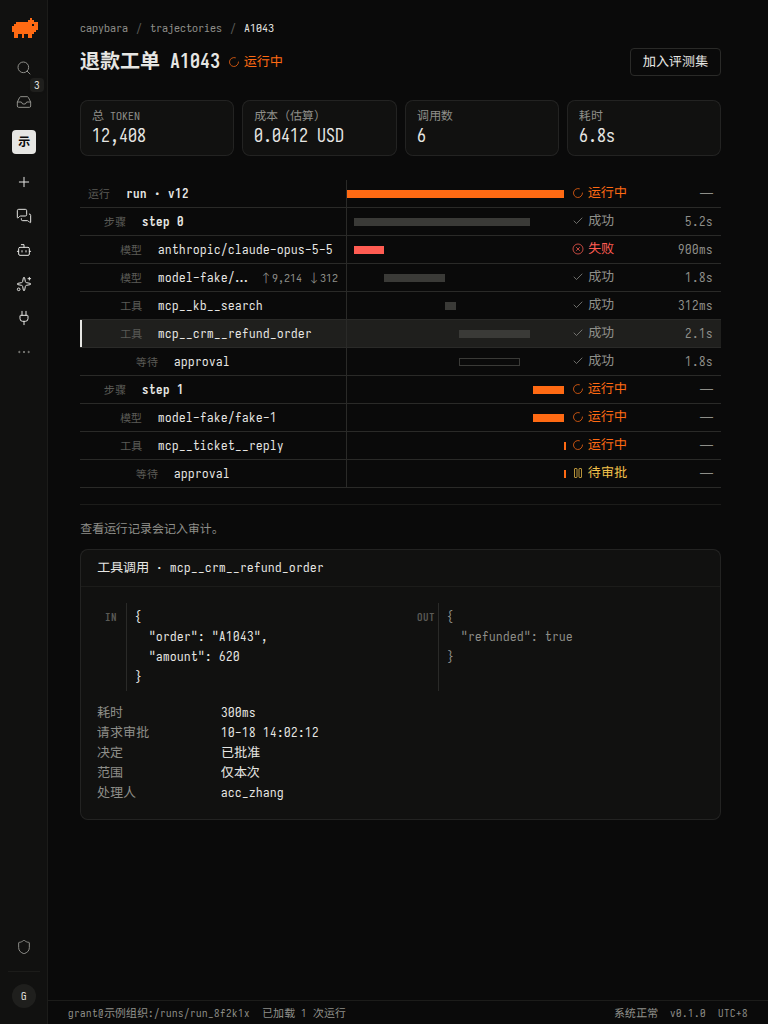 capybara / trajectories / A1043
退款工单 A1043 运行中
加入评测集
3
示
总 TOKEN
12,408
成本（估算）
0.0412 USD
调用数
6
耗时
6.8s
运行 run · v12 运行中 —
步骤 step 0 成功 5.2s
模型 anthropic/claude-opus-5-5 失败 900ms
模型 model-fake/... ↑9,214 ↓312 成功 1.8s
工具 mcp__kb__search 成功 312ms
工具 mcp__crm__refund_order 成功 2.1s
等待 approval 成功 1.8s
步骤 step 1 运行中 —
模型 model-fake/fake-1 运行中 —
工具 mcp__ticket__reply 运行中 —
等待 approval 待审批 —
查看运行记录会记入审计。
工具调用 · mcp__crm__refund_order
IN {
"order": "A1043",
"amount": 620
}
OUT {
"refunded": true
}
耗时 300ms
请求审批 10-18 14:02:12
决定 已批准
范围 仅本次
处理人 acc_zhang
G
grant@示例组织:/runs/run_8f2k1x 已加载 1 次运行
系统正常 v0.1.0 UTC+8